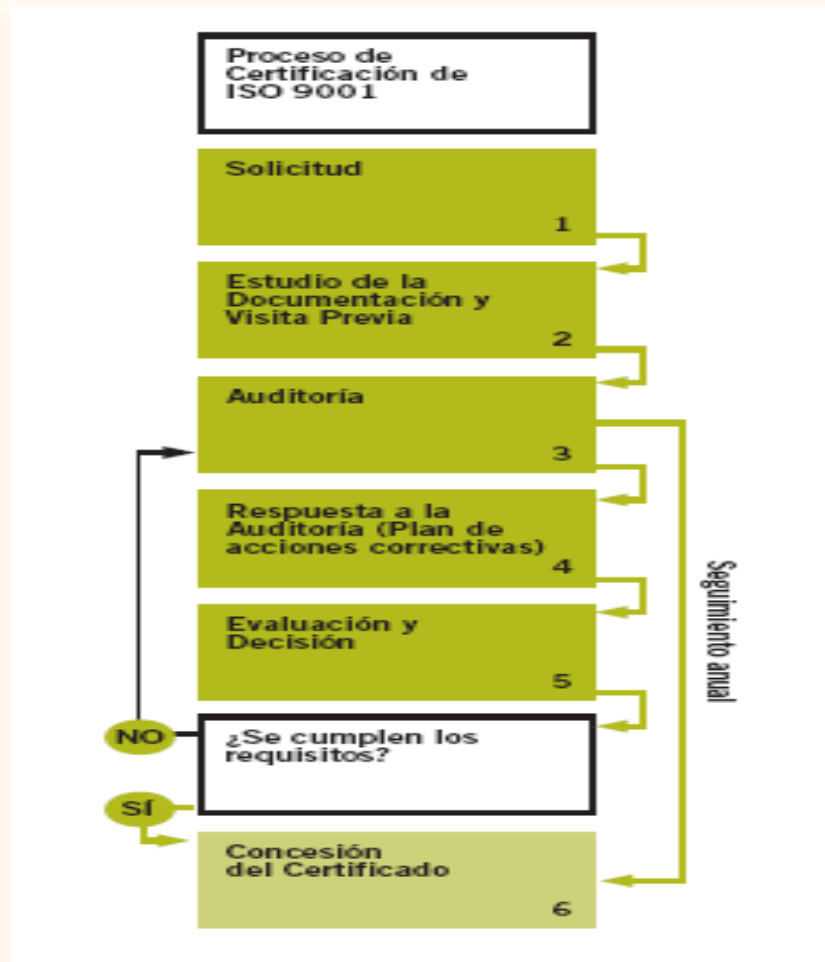 Proceso de
Certificación de
ISO 9001
Solicitud
1
Estudio de la
Documentación y
Visita Previa
2
Auditoría
3
Respuesta a la
Auditoría (Plan de
acciones correctivas)
4
Evaluación y
Decisión
5
NO
¿Se cumplen los
requisitos?
SÍ
Concesión
del Certificado
6
Seguimiento anual